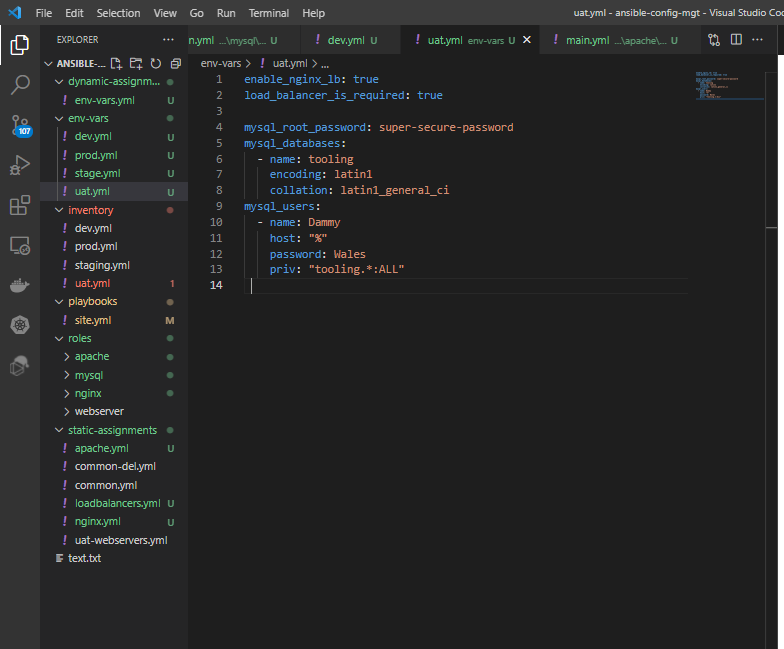 File Edit Selection View Go Run Terminal Help uat.yml - ansible-config-mgt - Visual Studio Co
EXPLORER ···
n.yml ...\mysql\... U ! dev.yml U ! uat.yml env-vars U × ! main.yml ...\apache\... U ···
ANSIBLE-...
env-vars > ! uat.yml > ...
dynamic-assignm...
! env-vars.yml U
env-vars
! dev.yml U
! prod.yml U
! stage.yml U
! uat.yml U
inventory
! dev.yml
! prod.yml
! staging.yml
! uat.yml 1
playbooks
! site.yml M
roles
> apache
> mysql
> nginx
> webserver
static-assignments
! apache.yml U
! common-del.yml
! common.yml
! loadbalancers.yml U
! nginx.yml U
! uat-webservers.yml
text.txt
107
1 enable_nginx_lb: true
2 load_balancer_is_required: true
3
4 mysql_root_password: super-secure-password
5 mysql_databases:
6 - name: tooling
7 encoding: latin1
8 collation: latin1_general_ci
9 mysql_users:
10 - name: Dammy
11 host: "%"
12 password: Wales
13 priv: "tooling.*:ALL"
14